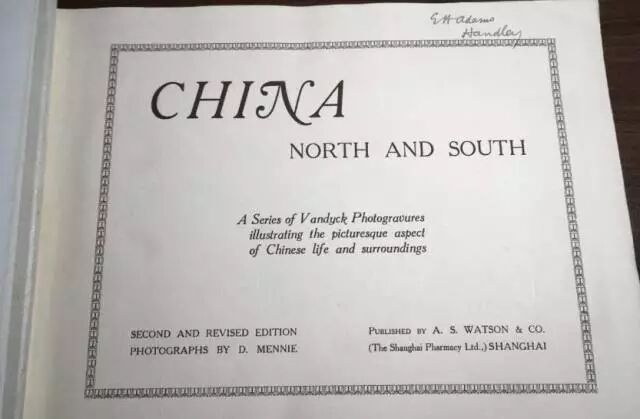 EH Adams
Handley
CHINA
NORTH AND SOUTH
A Series of Vandyck Photogravures
illustrating the picturesque aspect
of Chinese life and surroundings
SECOND AND REVISED EDITION
PHOTOGRAPHS BY D. MENNIE.
PUBLISHED BY A. S. WATSON & CO.
(The Shanghai Pharmacy Ltd.,) SHANGHAI